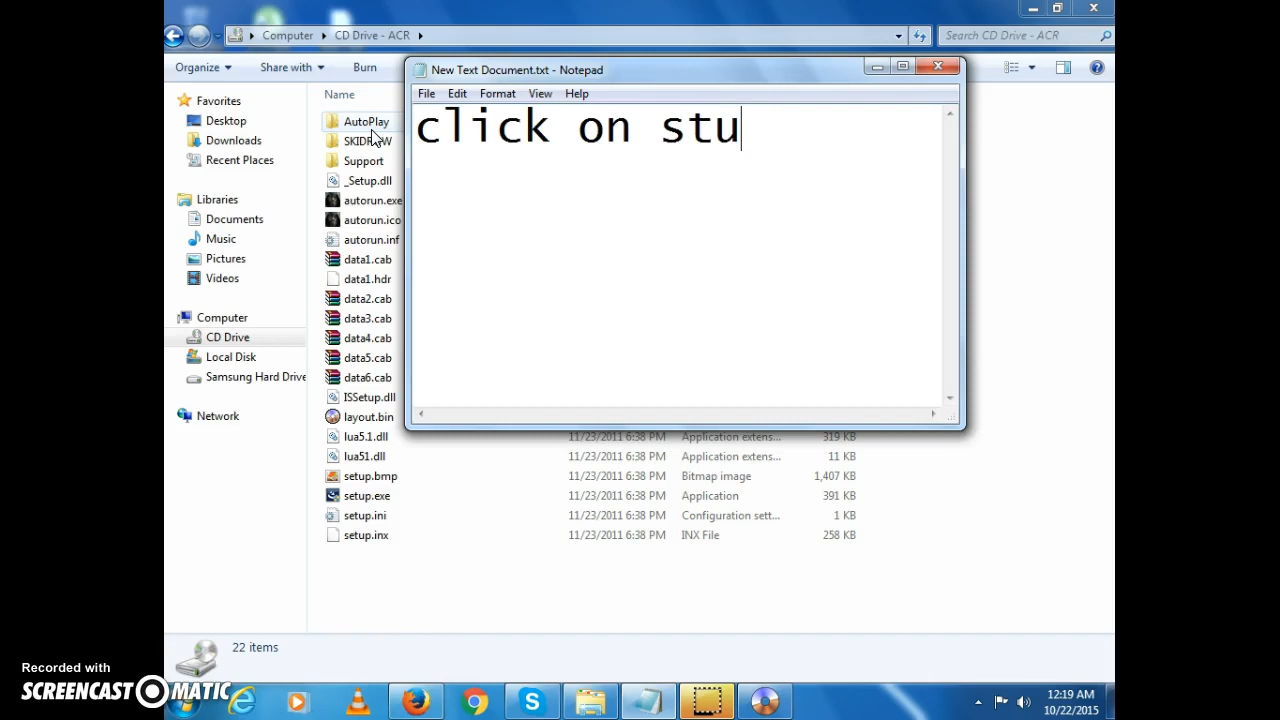 Computer CD Drive - ACR Search CD Drive - ACR
Organize Share with Burn
New Text Document.txt - Notepad
File Edit Format View Help
click on stu
Favorites
Desktop
Downloads
Recent Places
Libraries
Documents
Music
Pictures
Videos
Computer
CD Drive
Local Disk
Samsung Hard Drive
Network
Name
AutoPlay
Support
_Setup.dll
autorun.exe
autorun.ico
autorun.inf
data1.cab
data1.hdr
data2.cab
data3.cab
data4.cab
data5.cab
data6.cab
ISSetup.dll
layout.bin
lua5.1.dll 11/23/2011 6:38 PM Application extens... 319 KB
lua51.dll 11/23/2011 6:38 PM Application extens... 11 KB
setup.bmp 11/23/2011 6:38 PM Bitmap image 1,407 KB
setup.exe 11/23/2011 6:38 PM Application 391 KB
setup.ini 11/23/2011 6:38 PM Configuration sett... 1 KB
setup.inx 11/23/2011 6:38 PM INX File 258 KB
22 items
Recorded with
SCREENCAST MATIC
12:19 AM
10/22/2015